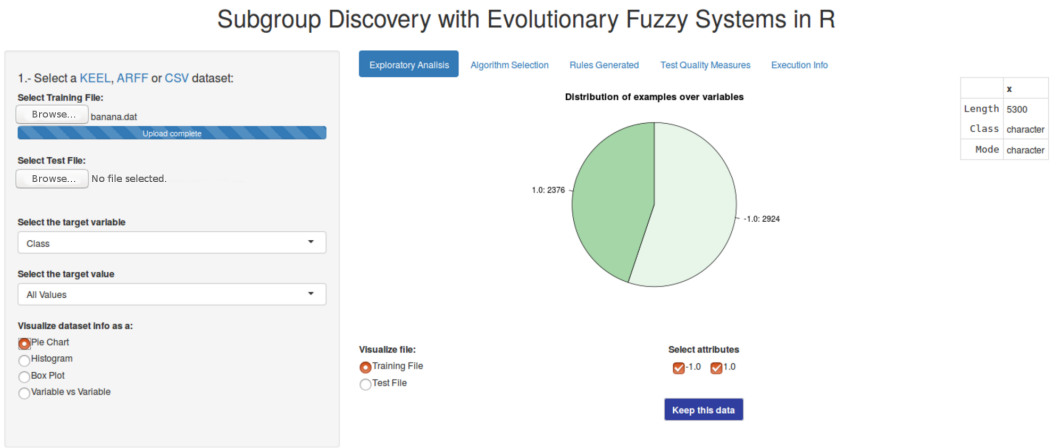 Subgroup Discovery with Evolutionary Fuzzy Systems in R
1.- Select a KEEL, ARFF or CSV dataset:
Select Training File:
Browse... banana.dat
Upload complete
Select Test File:
Browse... No file selected.
Select the target variable
Class
Select the target value
All Values
Visualize dataset info as a:
Pie Chart
Histogram
Box Plot
Variable vs Variable
Exploratory Analisis Algorithm Selection Rules Generated Test Quality Measures Execution Info
Distribution of examples over variables
1.0: 2376
-1.0: 2924
Visualize file:
Training File
Test File
Select attributes
-1.0 1.0
Keep this data
x
Length 5300
Class character
Mode character